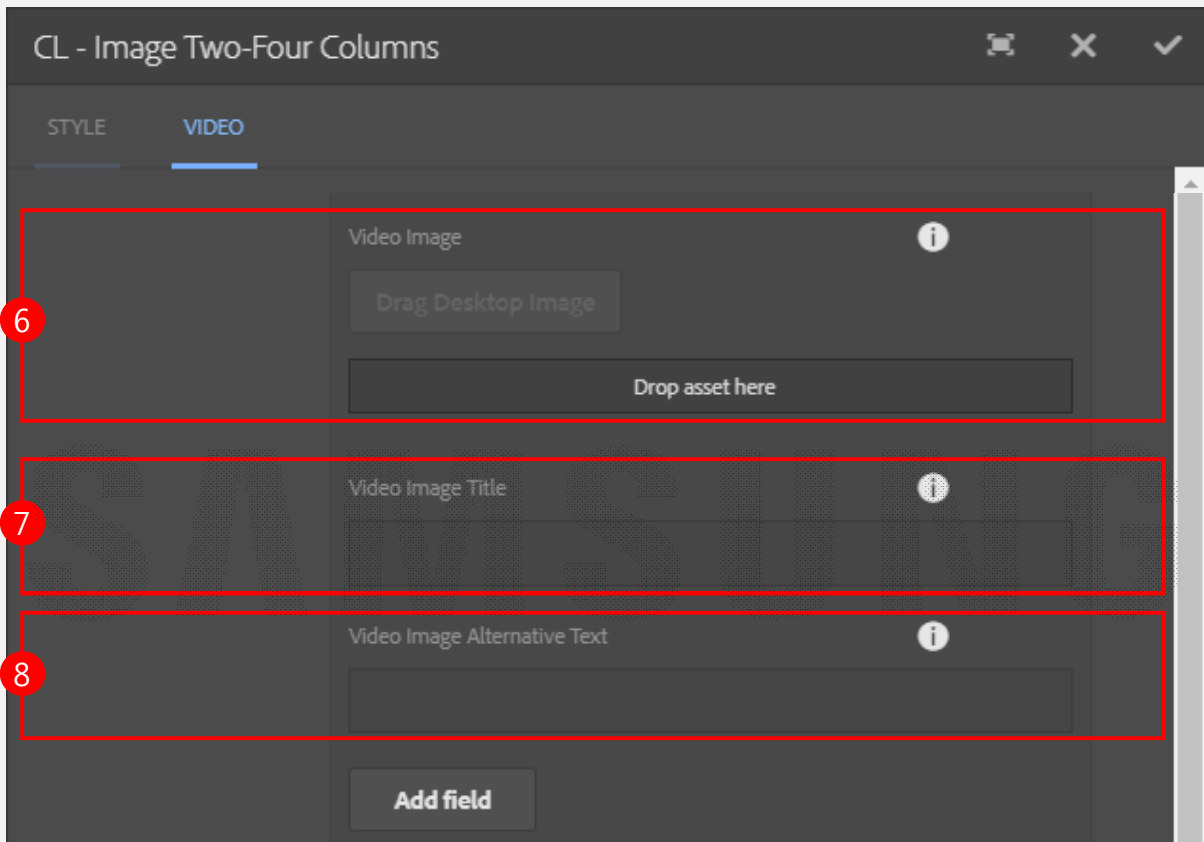 CL - Image Two-Four Columns
STYLE VIDEO
Video Image
6
Drag Desktop Image
Drop asset here
Video Image Title
7
SAMSUNG
Video Image Alternative Text
8
Add field